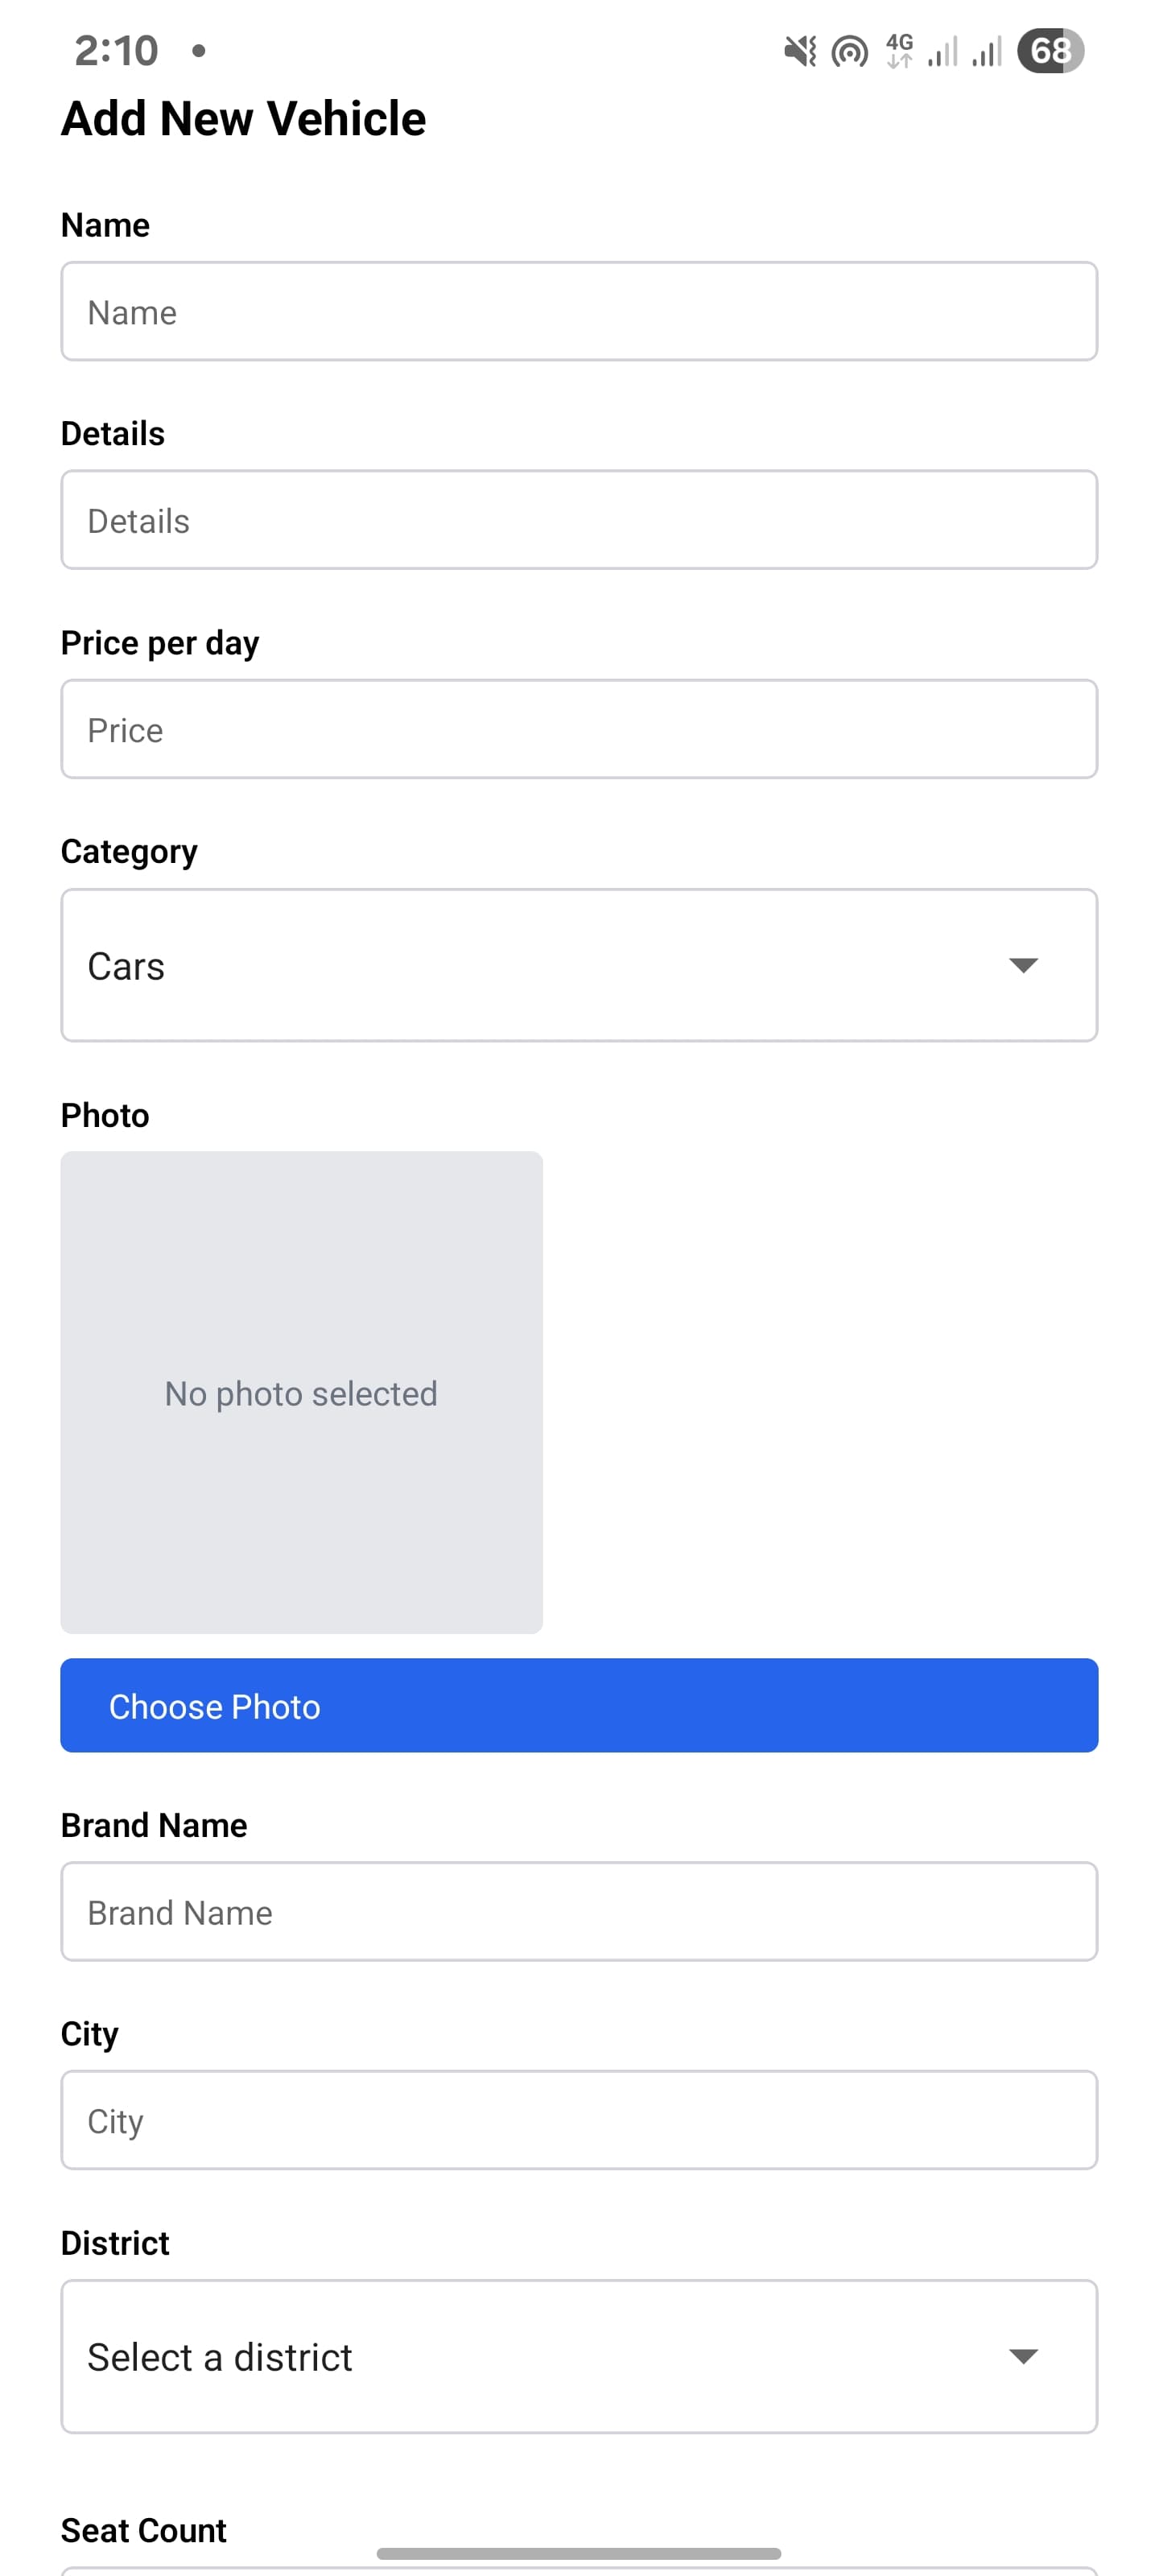 2:10
4G
68
Add New Vehicle
Name
Name
Details
Details
Price per day
Price
Category
Cars
Photo
No photo selected
Choose Photo
Brand Name
Brand Name
City
City
District
Select a district
Seat Count